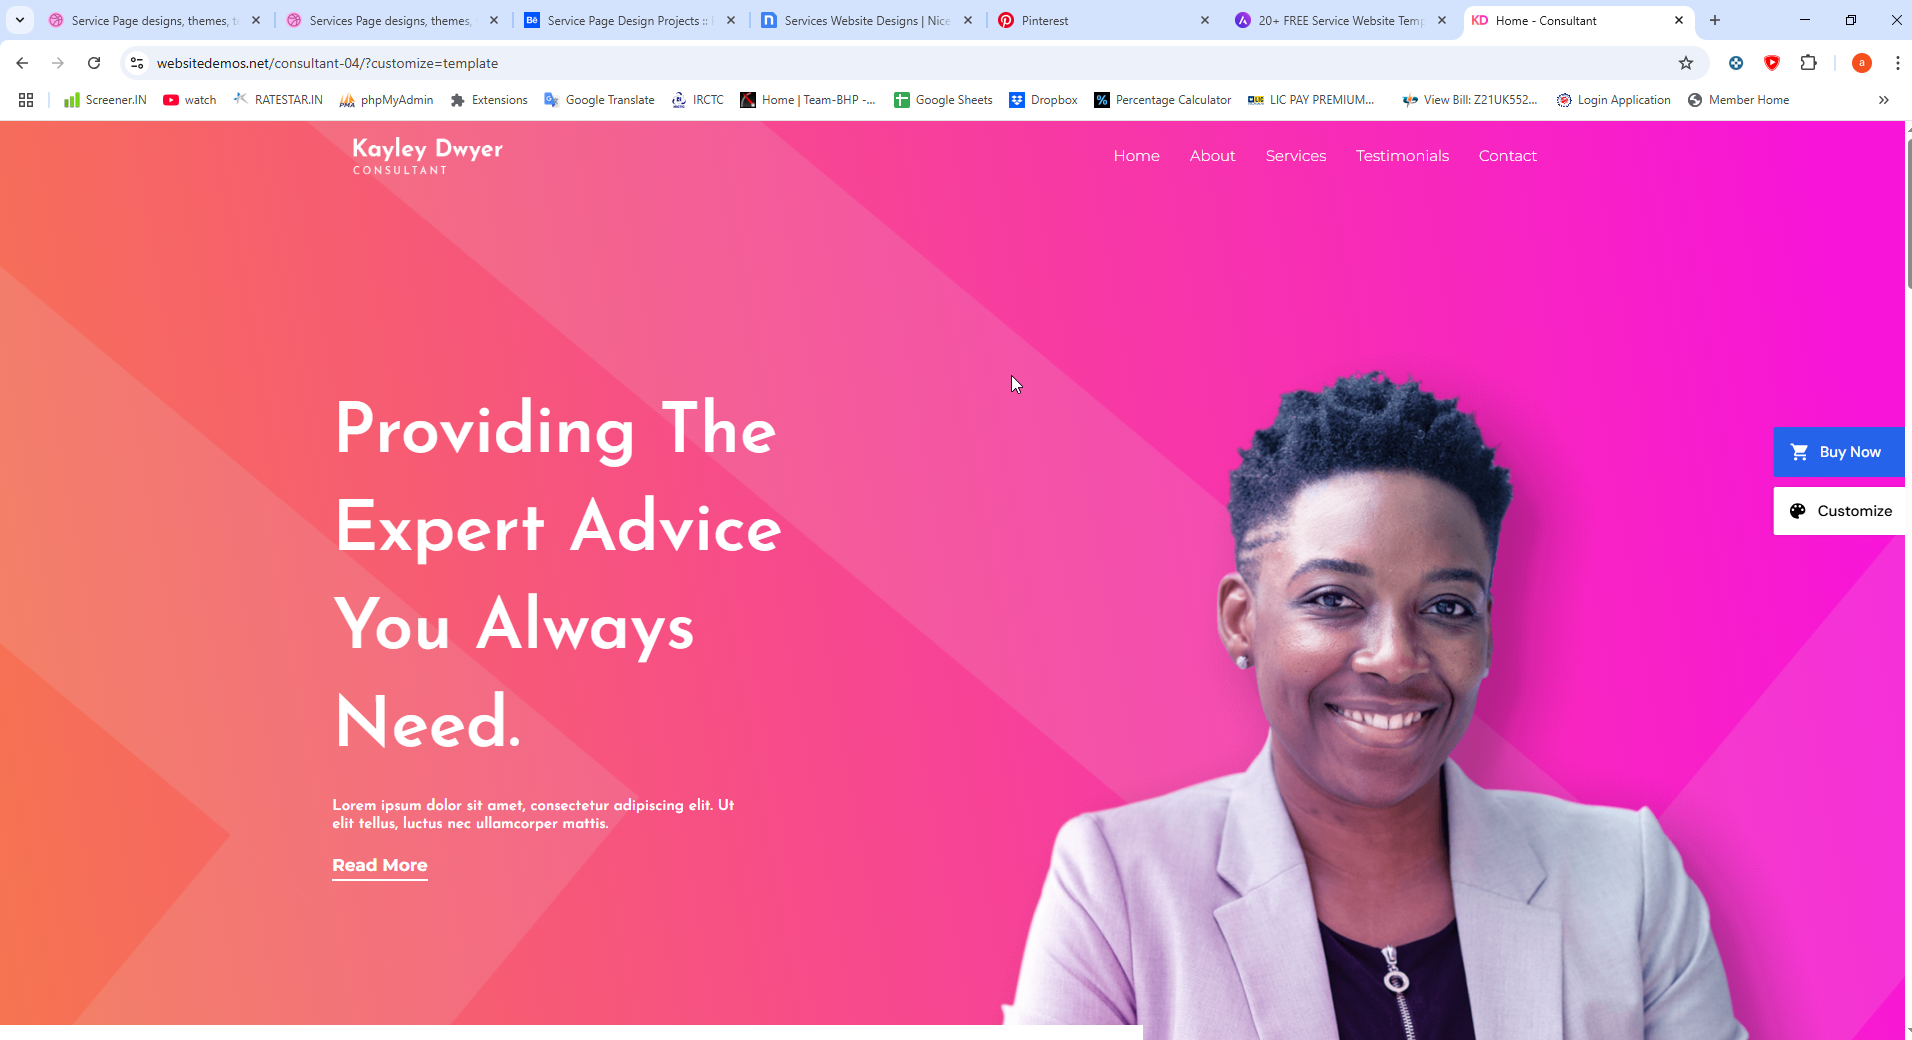 Service Page designs, themes, t
Services Page designs, themes,
Bē
Service Page Design Projects ::
Services Website Designs | Nice
Pinterest
20+ FREE Service Website Temp
KD
Home - Consultant
websitedemos.net/consultant-04/?customize=template
a
Screener.IN
watch
RATESTAR.IN
PMA
phpMyAdmin
Extensions
Google Translate
IRCTC
Home | Team-BHP -...
Google Sheets
Dropbox
%
Percentage Calculator
LIC
LIC PAY PREMIUM...
View Bill: Z21UK552...
Login Application
Member Home
Kayley Dwyer
CONSULTANT
Home
About
Services
Testimonials
Contact
Providing The
Expert Advice
You Always
Need.
Lorem ipsum dolor sit amet, consectetur adipiscing elit. Ut
elit tellus, luctus nec ullamcorper mattis.
Read More
Buy Now
Customize